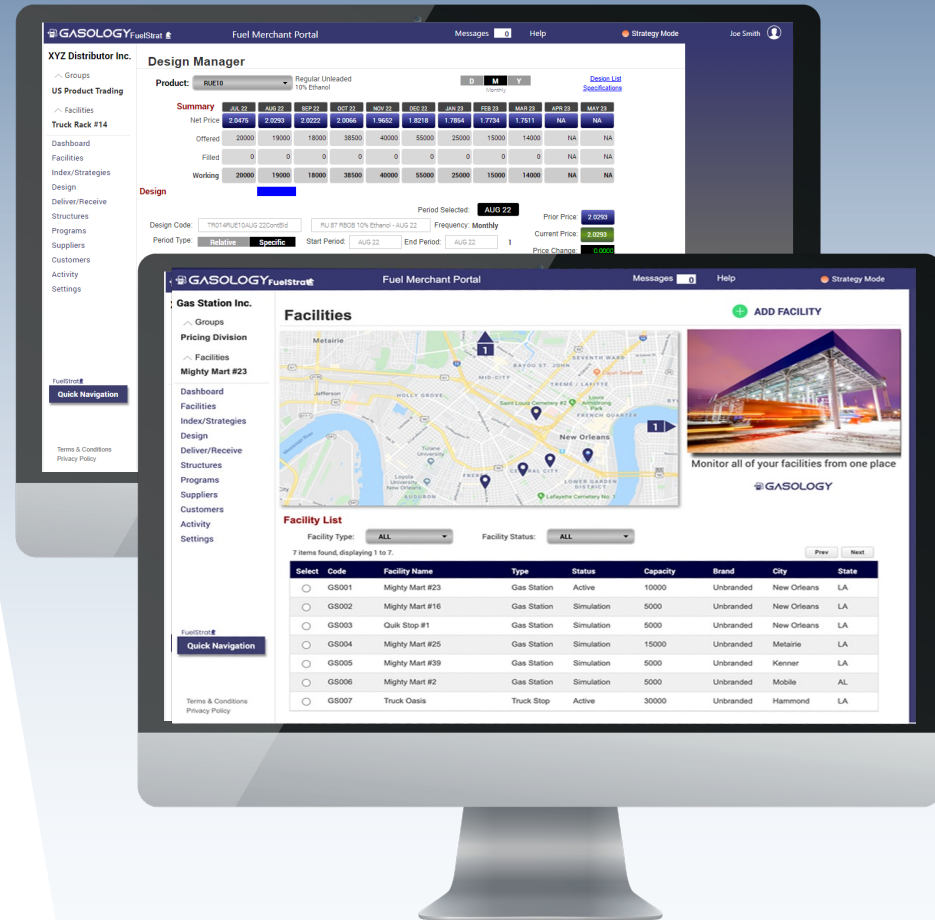 GASOLOGY FuelStrat
Fuel Merchant Portal
Messages 0 Help
Strategy Mode
Joe Smith
XYZ Distributor Inc.
Groups
US Product Trading
Facilities
Truck Rack #14
Dashboard
Facilities
Index/Strategies
Design
Deliver/Receive
Structures
Programs
Suppliers
Customers
Activity
Settings
FuelStrat
Quick Navigation
Terms & Conditions
Privacy Policy
Design Manager
Product: RUE10 Regular Unleaded
10% Ethanol
D M Y
Monthly
Design List
Specifications
Summary JUL 22 AUG 22 SEP 22 OCT 22 NOV 22 DEC 22 JAN 23 FEB 23 MAR 23 APR 23 MAY 23
Net Price 2.0475 2.0293 2.0222 2.0066 1.9652 1.8218 1.7854 1.7734 1.7511 NA NA
Offered 20000 19000 18000 38500 40000 55000 25000 15000 14000 NA NA
Filled 0 0 0 0 0 0 0 0 0 NA NA
Working 20000 19000 18000 38500 40000 55000 25000 15000 14000 NA NA
Design
Period Selected: AUG 22
Prior Price: 2.0293
Design Code: TR014RUE10AUG 22ContBid RU 87 RBOB 10% Ethanol - AUG 22 Frequency: Monthly
Current Price: 2.0293
Period Type: Relative Specific Start Period: AUG 22 End Period: AUG 22 1
Price Change: 0.0000
GASOLOGY FuelStrat
Fuel Merchant Portal
Messages 0 Help
Strategy Mode
Gas Station Inc.
Groups
Pricing Division
Facilities
Mighty Mart #23
Dashboard
Facilities
Index/Strategies
Design
Deliver/Receive
Structures
Programs
Suppliers
Customers
Activity
Settings
FuelStrat
Quick Navigation
Terms & Conditions
Privacy Policy
Facilities
ADD FACILITY
Metairie
1
SEVENTH WARD
BAYOU ST. JOHN
Cajun Seafood
MID-CITY
TREMÉ / LAFITTE
Jefferson
HOLLY GROVE
Saint Louis Cemetery #2
Louis
Armstrong
Park
FRENCH QUARTER
1
New Orleans
Tulane
University
Loyola
University
New Orleans
CENTRAL CITY
LOWER GARDEN
DISTRICT
AUDUBON
Lafayette Cemetery No. 1
Monitor all of your facilities from one place
GASOLOGY
Facility List
Facility Type: ALL Facility Status: ALL
7 items found, displaying 1 to 7.
Prev Next
Select Code Facility Name Type Status Capacity Brand City State
GS001 Mighty Mart #23 Gas Station Active 10000 Unbranded New Orleans LA
GS002 Mighty Mart #16 Gas Station Simulation 5000 Unbranded New Orleans LA
GS003 Quik Stop #1 Gas Station Simulation 5000 Unbranded New Orleans LA
GS004 Mighty Mart #25 Gas Station Simulation 15000 Unbranded Metairie LA
GS005 Mighty Mart #39 Gas Station Simulation 5000 Unbranded Kenner LA
GS006 Mighty Mart #2 Gas Station Simulation 5000 Unbranded Mobile AL
GS007 Truck Oasis Truck Stop Active 30000 Unbranded Hammond LA